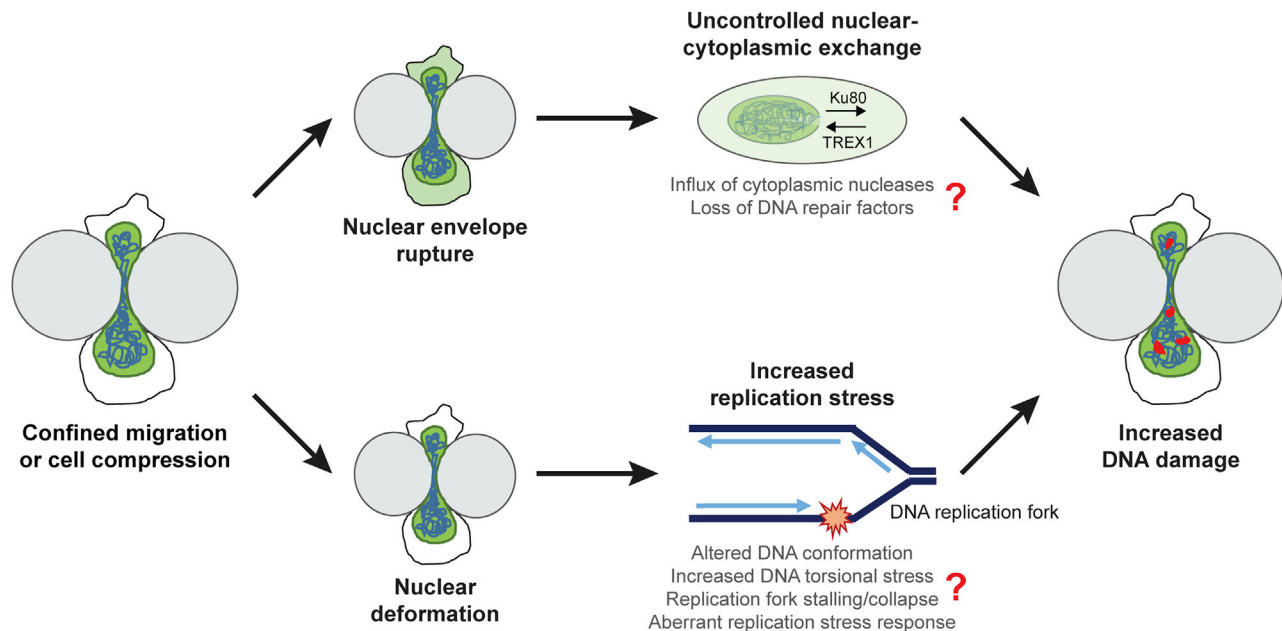 Confined migration
or cell compression
Nuclear envelope
rupture
Uncontrolled nuclear-
cytoplasmic exchange
Ku80
TREX1
Influx of cytoplasmic nucleases
Loss of DNA repair factors
?
Nuclear
deformation
Increased
replication stress
DNA replication fork
Altered DNA conformation
Increased DNA torsional stress
Replication fork stalling/collapse
Aberrant replication stress response
?
Increased
DNA damage